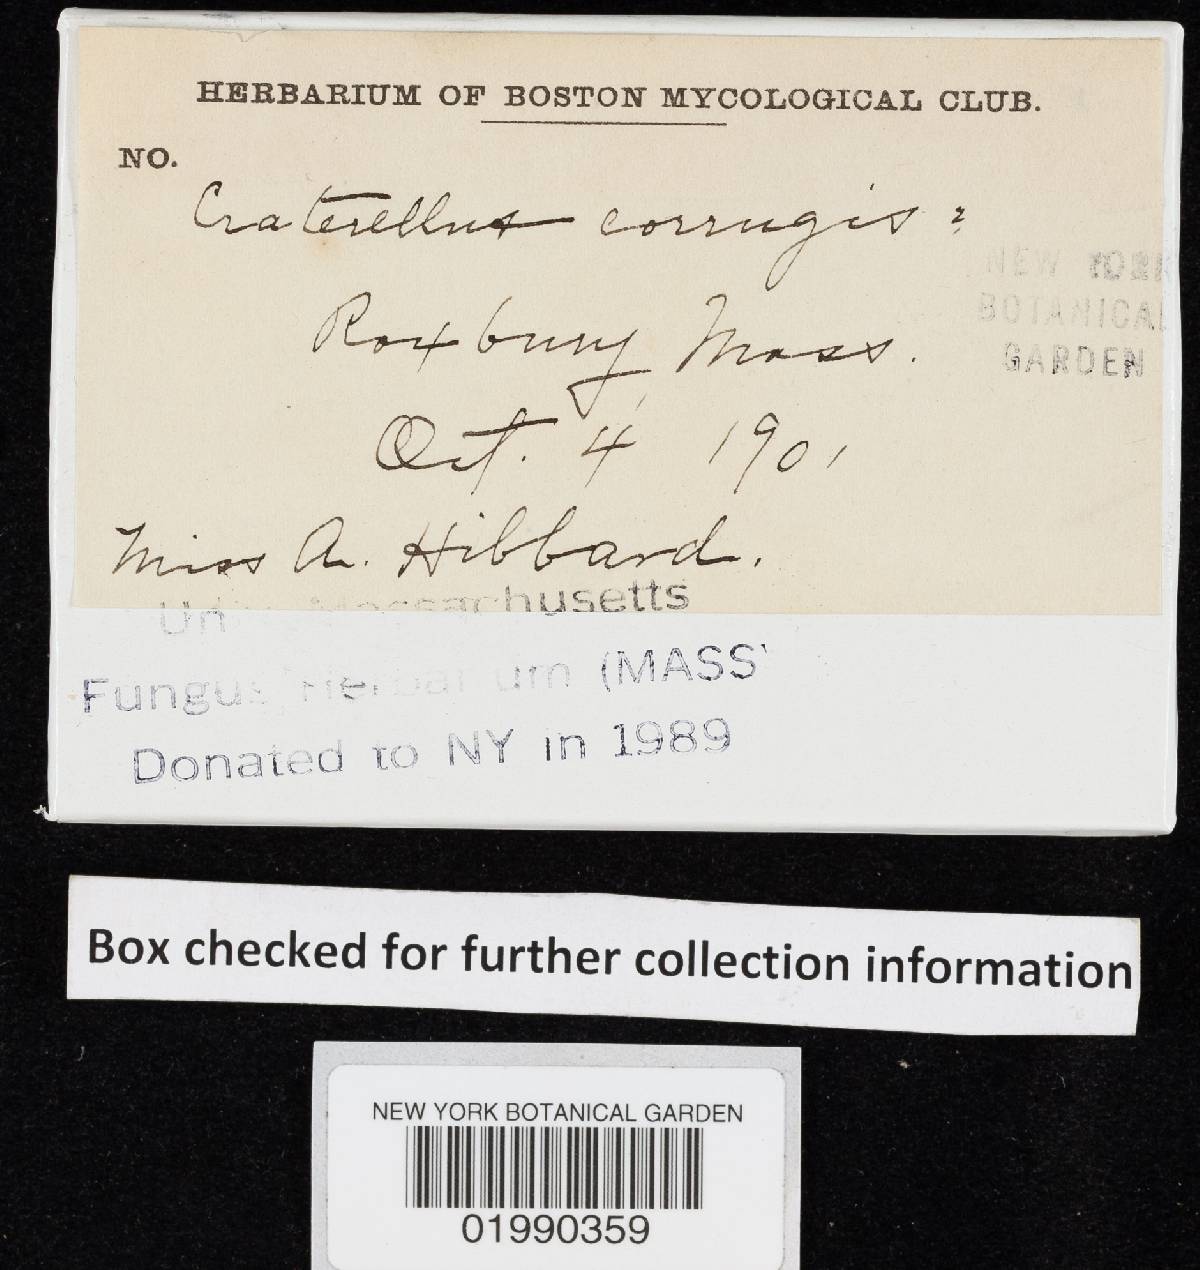 HERBARIUM OF BOSTON MYCOLOGICAL CLUB.
NO.
Craterellus corrugis ?
Roxbury, Mass.
Oct. 4, 1901
Miss A. Hibbard.
NEW YORK
BOTANICAL
GARDEN
Massachusetts
Fungus Herbarium (MASS)
Donated to NY in 1989
Box checked for further collection information
NEW YORK BOTANICAL GARDEN
01990359